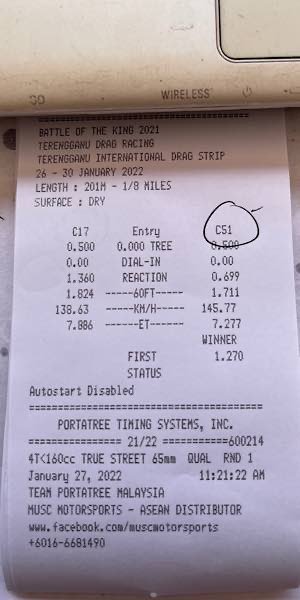 WIRELESS
BATTLE OF THE KING 2021
TERENGGANU DRAG RACING
TERENGGANU INTERNATIONAL DRAG STRIP
26 - 30 JANUARY 2022
LENGTH : 201M - 1/8 MILES
SURFACE : DRY
C17 Entry C51
0.500 0.000 TREE 0.500
0.00 DIAL-IN 0.00
1.360 REACTION 0.699
1.824 -----60FT----- 1.711
138.63 -----KM/H----- 145.77
7.886 ------ET------ 7.277
WINNER
FIRST 1.270
STATUS
Autostart Disabled
========================================
PORTATREE TIMING SYSTEMS, INC.
================ 21/22 ===========600214
4T<160cc TRUE STREET 65mm QUAL RND 1
January 27, 2022 11:21:22 AM
TEAM PORTATREE MALAYSIA
MUSC MOTORSPORTS - ASEAN DISTRIBUTOR
www.facebook.com/muscmotorsports
+6016-6681490